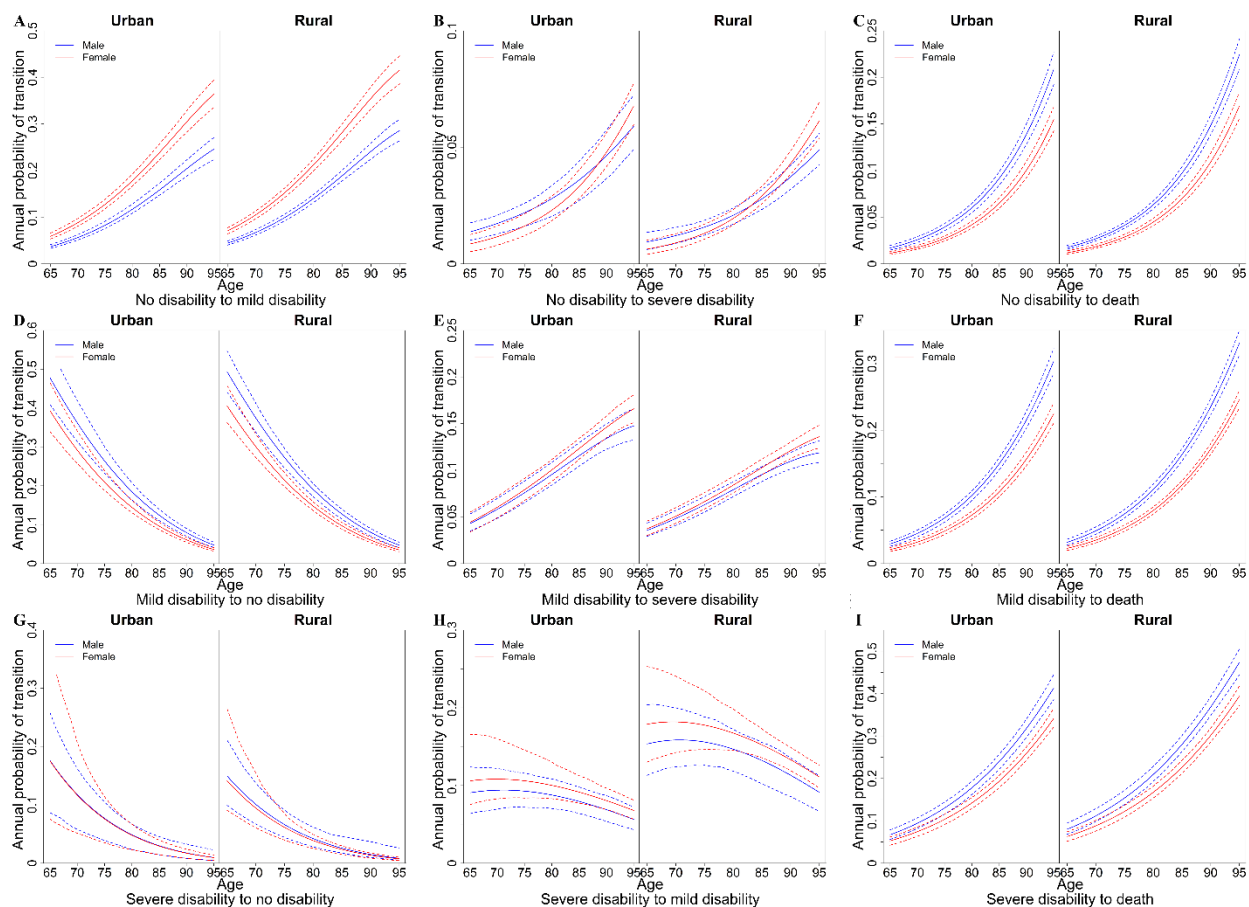 A Urban Rural
Annual probability of transition
0 0.1 0.2 0.3 0.4 0.5
Male
Female
65 70 75 80 85 90 95 65 70 75 80 85 90 95
Age
No disability to mild disability
B Urban Rural
Annual probability of transition
0 0.05 0.1
Male
Female
65 70 75 80 85 90 95 65 70 75 80 85 90 95
Age
No disability to severe disability
C Urban Rural
Annual probability of transition
0 0.05 0.1 0.15 0.2 0.25
Male
Female
65 70 75 80 85 90 95 65 70 75 80 85 90 95
Age
No disability to death
D Urban Rural
Annual probability of transition
0 0.1 0.2 0.3 0.4 0.5 0.6
Male
Female
65 70 75 80 85 90 95 65 70 75 80 85 90 95
Age
Mild disability to no disability
E Urban Rural
Annual probability of transition
0 0.05 0.1 0.15 0.2 0.25
Male
Female
65 70 75 80 85 90 95 65 70 75 80 85 90 95
Age
Mild disability to severe disability
F Urban Rural
Annual probability of transition
0 0.1 0.2 0.3
Male
Female
65 70 75 80 85 90 95 65 70 75 80 85 90 95
Age
Mild disability to death
G Urban Rural
Annual probability of transition
0 0.1 0.2 0.3 0.4
Male
Female
65 70 75 80 85 90 95 65 70 75 80 85 90 95
Age
Severe disability to no disability
H Urban Rural
Annual probability of transition
0 0.1 0.2 0.3
Male
Female
65 70 75 80 85 90 95 65 70 75 80 85 90 95
Age
Severe disability to mild disability
I Urban Rural
Annual probability of transition
0 0.1 0.2 0.3 0.4 0.5
Male
Female
65 70 75 80 85 90 95 65 70 75 80 85 90 95
Age
Severe disability to death